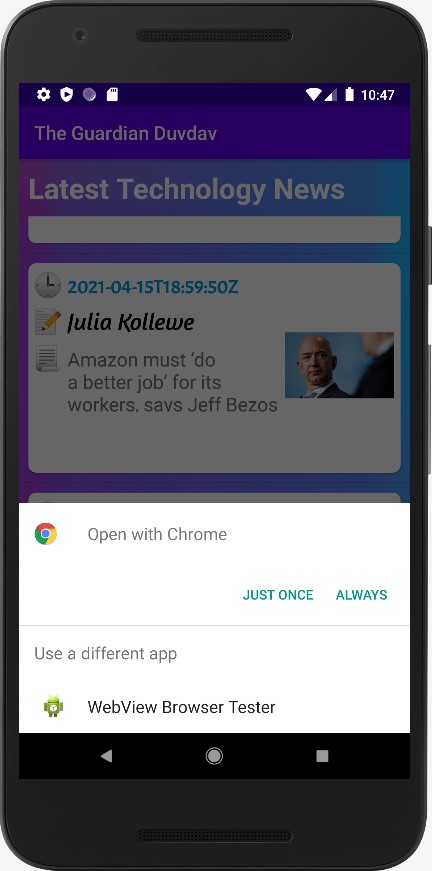 10:47
The Guardian Duvdav
Latest Technology News
2021-04-15T18:59:50Z
Julia Kollewe
Amazon must ‘do
a better job’ for its
workers, says Jeff Bezos
Open with Chrome
JUST ONCE ALWAYS
Use a different app
WebView Browser Tester